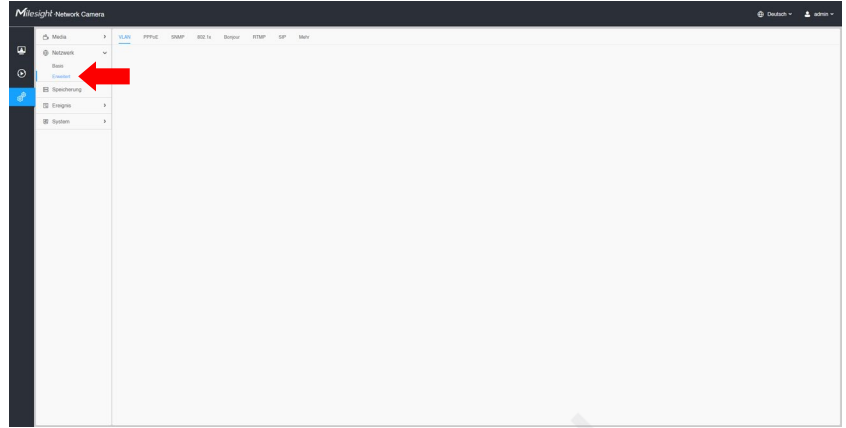 Milesight Network Camera
Deutsch
admin
Media
VLAN PPPoE SNMP 802.1x Bonjour RTMP SIP Mehr
Netzwerk
Basis
Erweitert
Speicherung
Ereignis
System